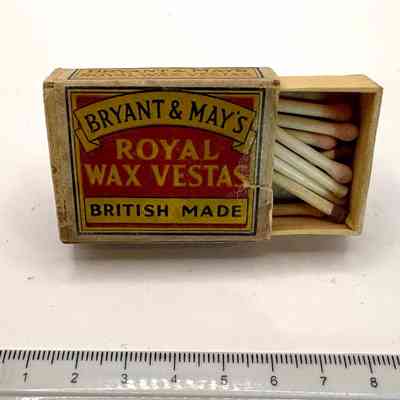 BRYANT & MAY'S
ROYAL
WAX VESTAS
BRITISH MADE
1 2 3 4 5 6 7 8